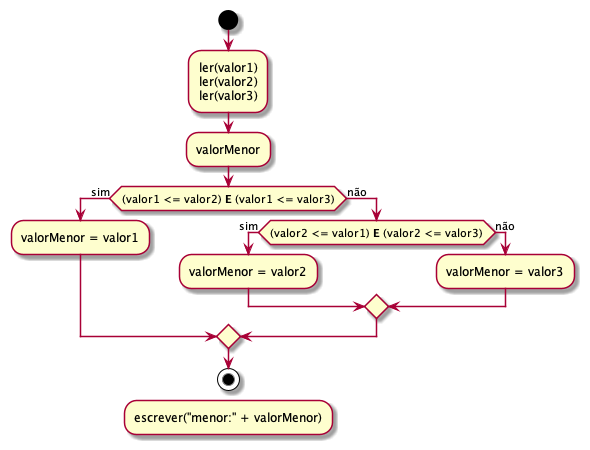 ler(valor1)
ler(valor2)
ler(valor3)
valorMenor
sim
(valor1 <= valor2) E (valor1 <= valor3)
não
valorMenor = valor1
sim
(valor2 <= valor1) E (valor2 <= valor3)
não
valorMenor = valor2
valorMenor = valor3
escrever("menor:" + valorMenor)